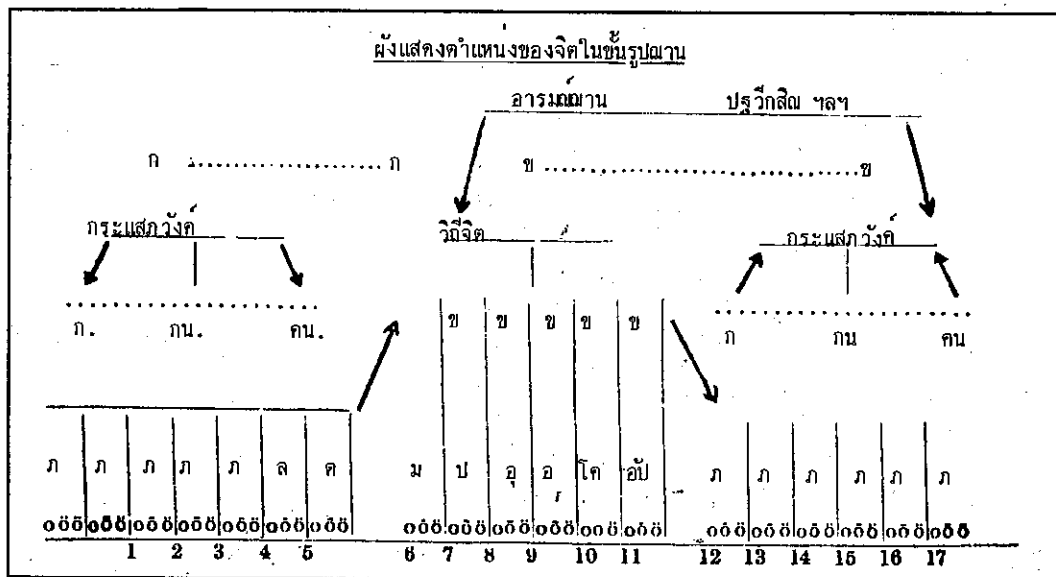 ผังแสดงตำแหน่งของจิตในขั้นรูปฌาน
อารมณ์ฌาน ปฐวีกสิณ ฯลฯ
ก ..................... ก ข ................................ ข
กระแสภวังค์ วิถีจิต กระแสภวังค์
ก. กน. คน. ข ข ข ข ข ก กน คน
ภ ภ ภ ภ ภ ล ค ม ป อุ อ โค อัป ภ ภ ภ ภ ภ ภ
1 2 3 4 5 6 7 8 9 10 11 12 13 14 15 16 17